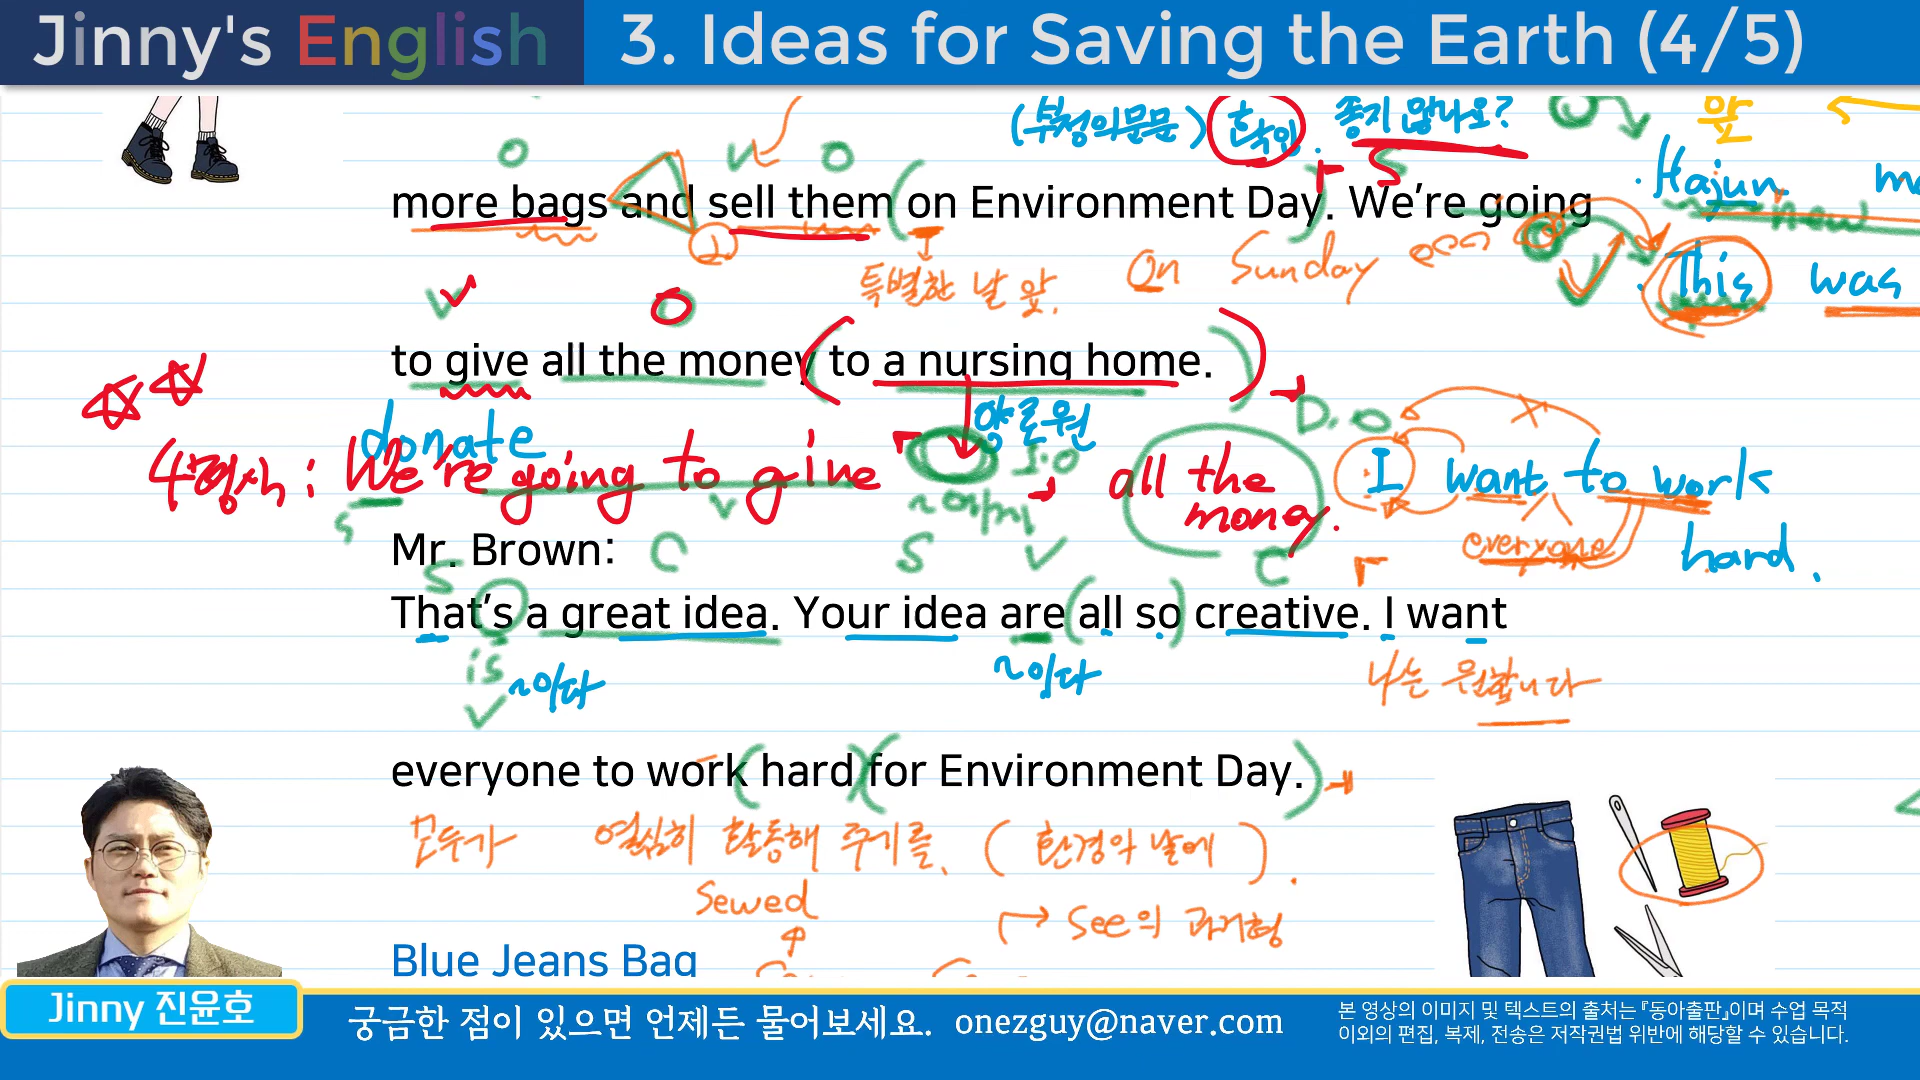 Jinny's English 3. Ideas for Saving the Earth (4/5)
(부정의문문) 확인. 좋지 않나요? 앞
Hajun
more bags and sell them on Environment Day. We're going
new
① 특별한 날 앞. On Sunday This was
to give all the money to a nursing home.
donate 양로원 D.O
4형식: We're going to give I.O all the money. I want to work hard.
~에게
everyone
S V O C
Mr. Brown:
That's a great idea. Your idea are all so creative. I want
is ~이다 ~이다 나는 원합니다
everyone to work hard for Environment Day.
모두가 열심히 활동해 주기를 (환경의 날에).
sewed see의 과거형
Blue Jeans Bag
Jinny 진윤호
궁금한 점이 있으면 언제든 물어보세요. onezguy@naver.com
본 영상의 이미지 및 텍스트의 출처는 『동아출판』이며 수업 목적
이외의 편집, 복제, 전송은 저작권법 위반에 해당할 수 있습니다.